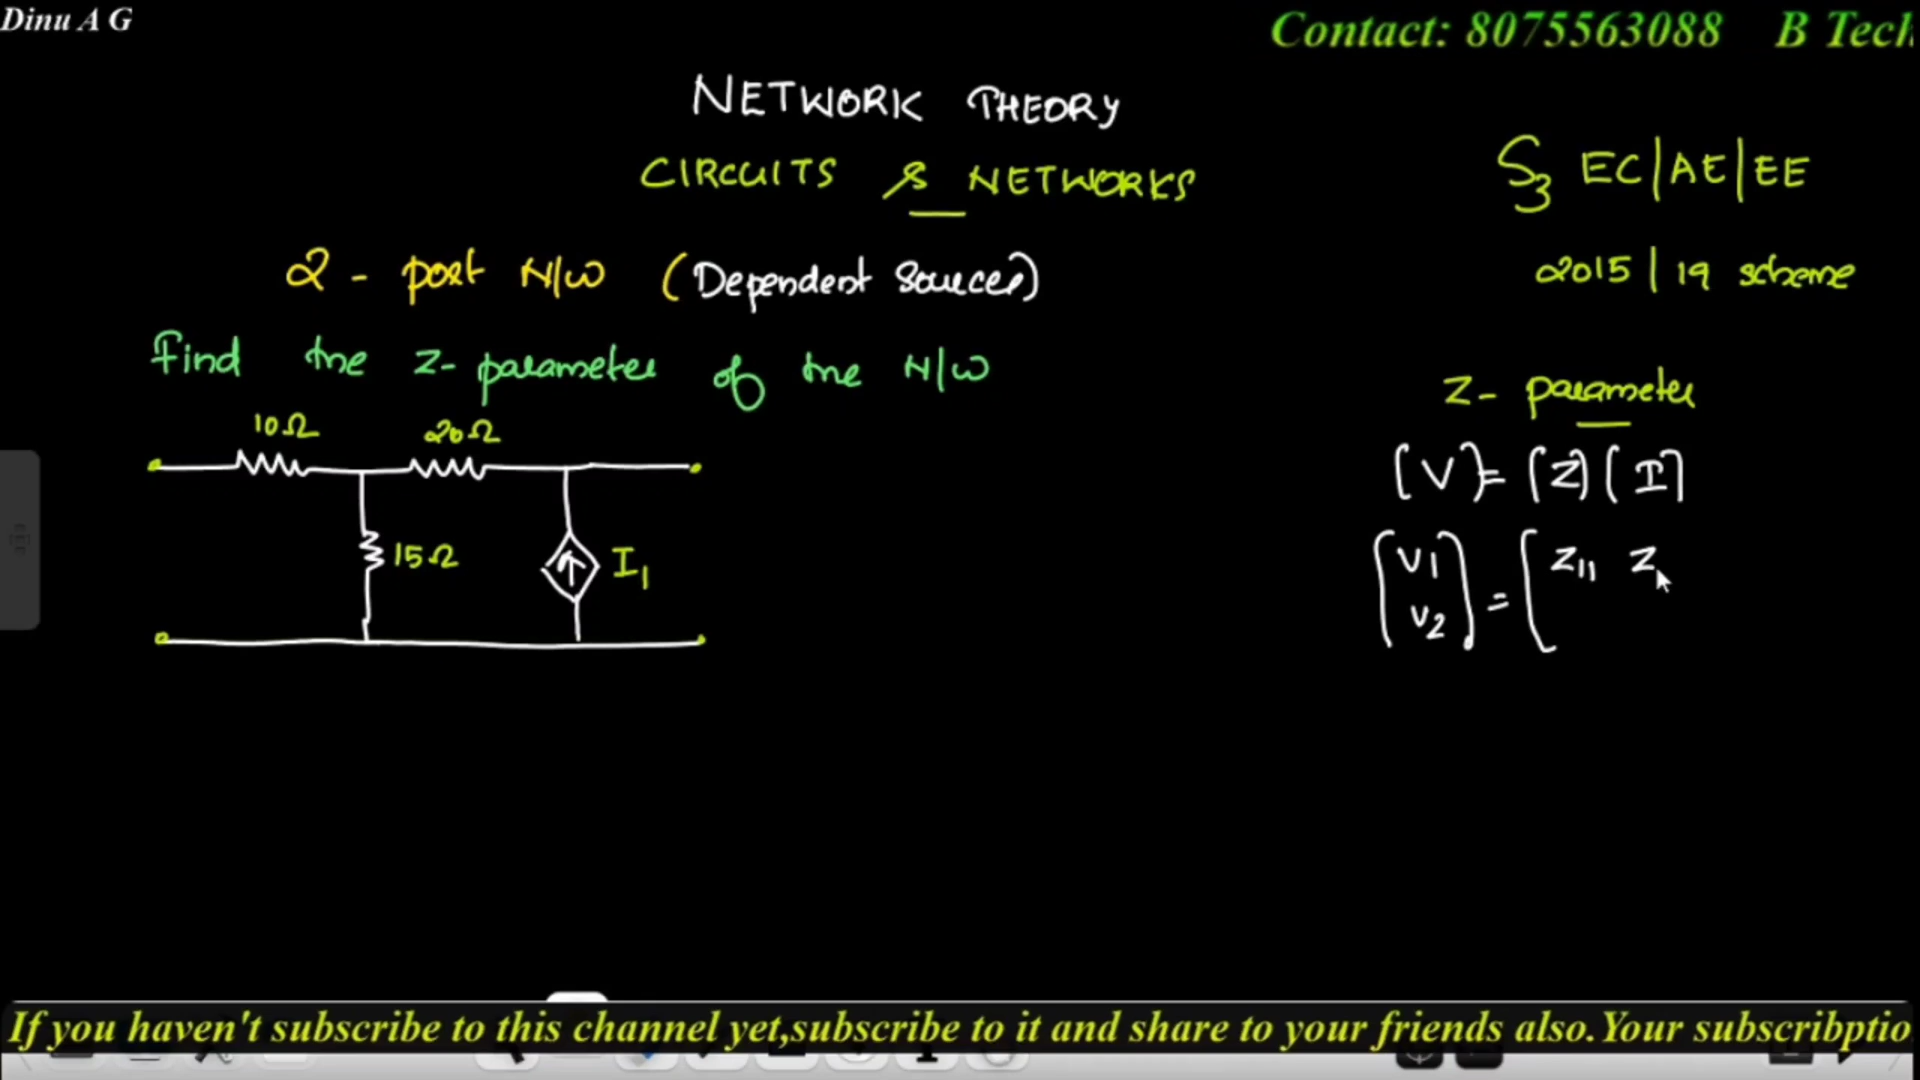 Dinu A G
Contact: 8075563088 B Tech
NETWORK THEORY
CIRCUITS & NETWORKS
S3 EC|AE|EE
2-port N/W (Dependent Sources)
2015|19 scheme
Find the Z-parameter of the N/W
Z-parameter
10Ω 20Ω
[V]=[Z][I]
15Ω I1
[V1 V2] = [Z11 Z
If you haven't subscribe to this channel yet,subscribe to it and share to your friends also.Your subscribptio